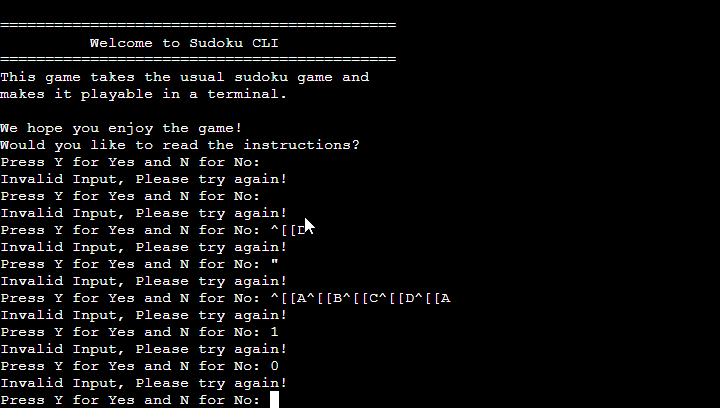 ============================================
Welcome to Sudoku CLI
============================================
This game takes the usual sudoku game and
makes it playable in a terminal.
We hope you enjoy the game!
Would you like to read the instructions?
Press Y for Yes and N for No:
Invalid Input, Please try again!
Press Y for Yes and N for No:
Invalid Input, Please try again!
Press Y for Yes and N for No: ^[[D
Invalid Input, Please try again!
Press Y for Yes and N for No: "
Invalid Input, Please try again!
Press Y for Yes and N for No: ^[[A^[[B^[[C^[[D^[[A
Invalid Input, Please try again!
Press Y for Yes and N for No: 1
Invalid Input, Please try again!
Press Y for Yes and N for No: 0
Invalid Input, Please try again!
Press Y for Yes and N for No: